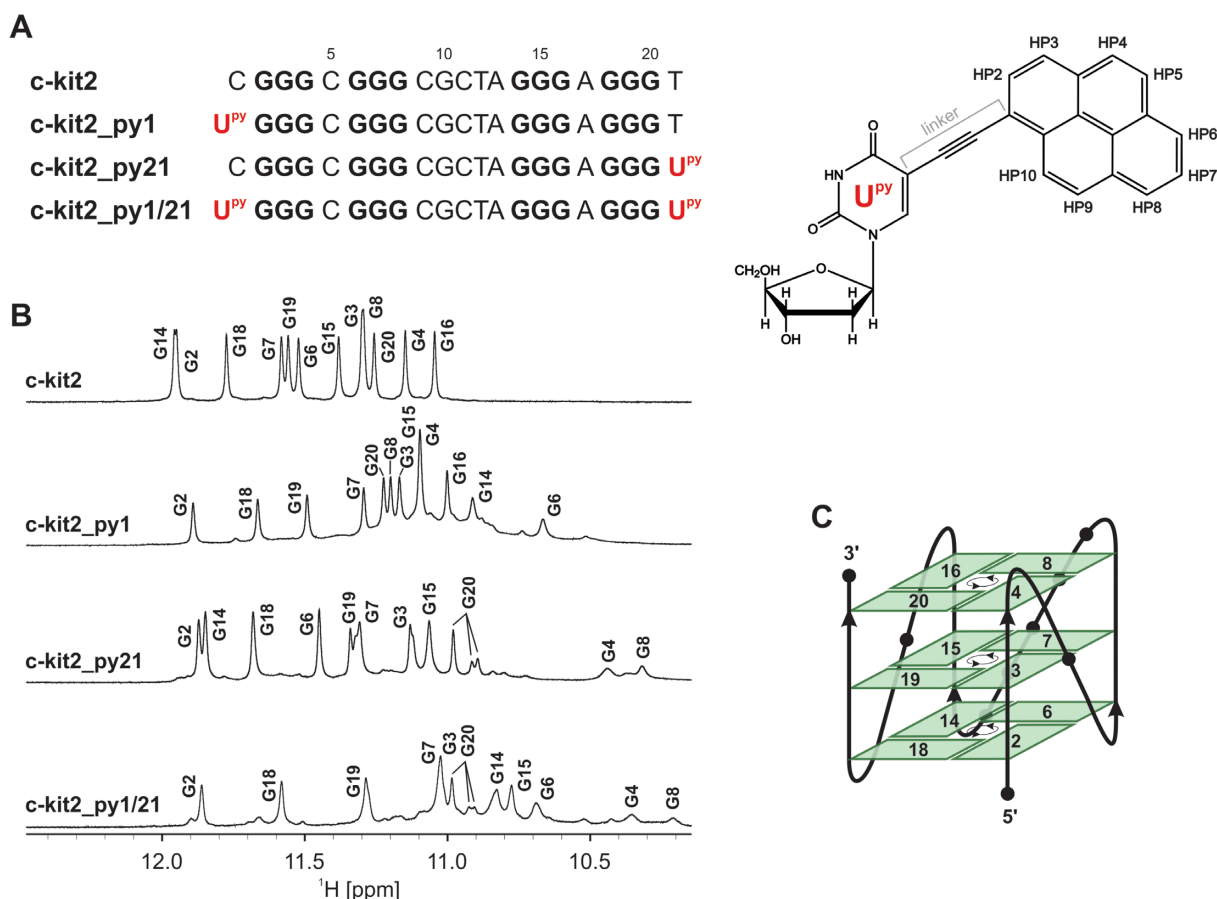 A
5 10 15 20
c-kit2 C GGG C GGG CGCTA GGG A GGG T
c-kit2_py1 Uᵖʸ GGG C GGG CGCTA GGG A GGG T
c-kit2_py21 C GGG C GGG CGCTA GGG A GGG Uᵖʸ
c-kit2_py1/21 Uᵖʸ GGG C GGG CGCTA GGG A GGG Uᵖʸ
HP3 HP4
HP2 HP5
linker
HP6
O
NH Uᵖʸ HP10 HP7
HP9 HP8
O N
CH₂OH O
H H
H H
OH H
B
c-kit2
G14 G2 G18 G7 G19 G6 G15 G3 G8 G20 G4 G16
c-kit2_py1
G2 G18 G19 G7 G20 G8 G3 G15 G4 G16 G14 G6
c-kit2_py21
G2 G14 G18 G6 G19 G7 G3 G15 G20 G4 G8
c-kit2_py1/21
G2 G18 G19 G7 G3 G20 G14 G15 G6 G4 G8
12.0 11.5 11.0 10.5
¹H [ppm]
C
3'
16 8
20 4
15 7
19 3
14 6
18 2
5'